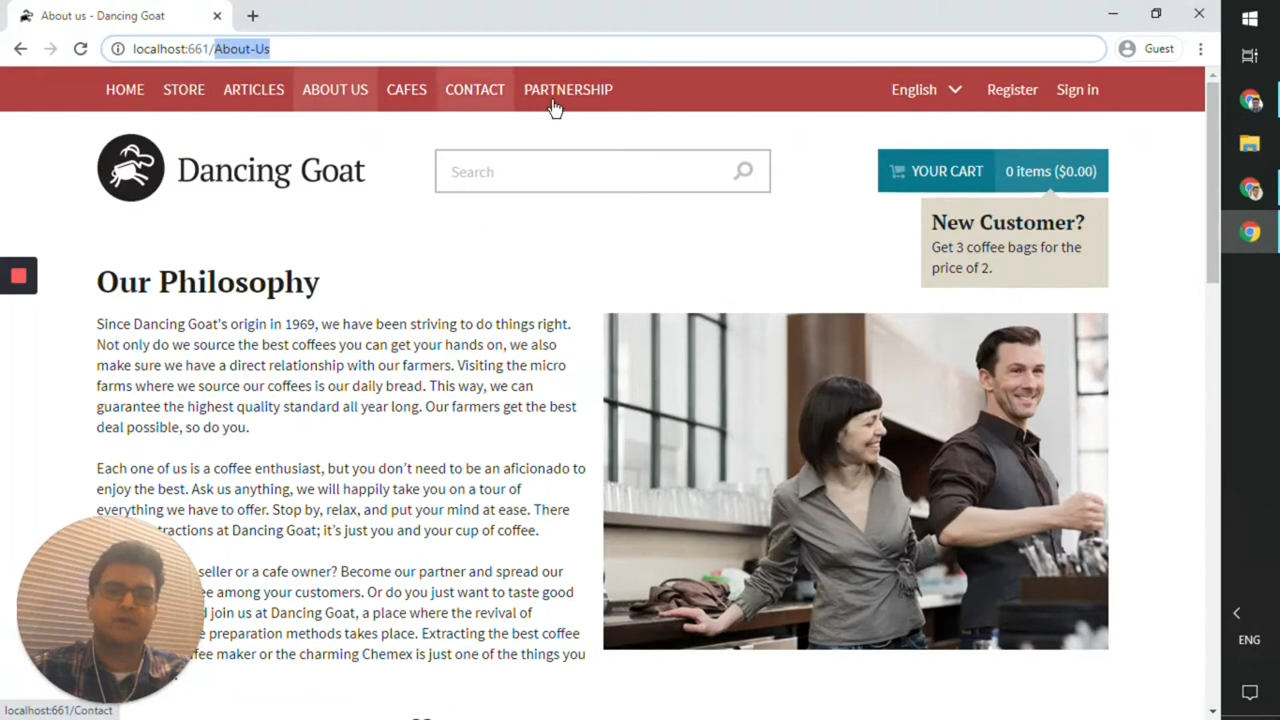 About us - Dancing Goat
localhost:661/About-Us
Guest
HOME STORE ARTICLES ABOUT US CAFES CONTACT PARTNERSHIP English Register Sign in
Dancing Goat
Search
YOUR CART 0 items ($0.00)
New Customer?
Get 3 coffee bags for the
price of 2.
Our Philosophy
Since Dancing Goat's origin in 1969, we have been striving to do things right.
Not only do we source the best coffees you can get your hands on, we also
make sure we have a direct relationship with our farmers. Visiting the micro
farms where we source our coffees is our daily bread. This way, we can
guarantee the highest quality standard all year long. Our farmers get the best
deal possible, so do you.
Each one of us is a coffee enthusiast, but you don’t need to be an aficionado to
enjoy the best. Ask us anything, we will happily take you on a tour of
everything we have to offer. Stop by, relax, and put your mind at ease. There
at Dancing Goat; it’s just you and your cup of coffee.
seller or a cafe owner? Become our partner and spread our
among your customers. Or do you just want to taste good
join us at Dancing Goat, a place where the revival of
preparation methods takes place. Extracting the best coffee
maker or the charming Chemex is just one of the things you
localhost:661/Contact
ENG